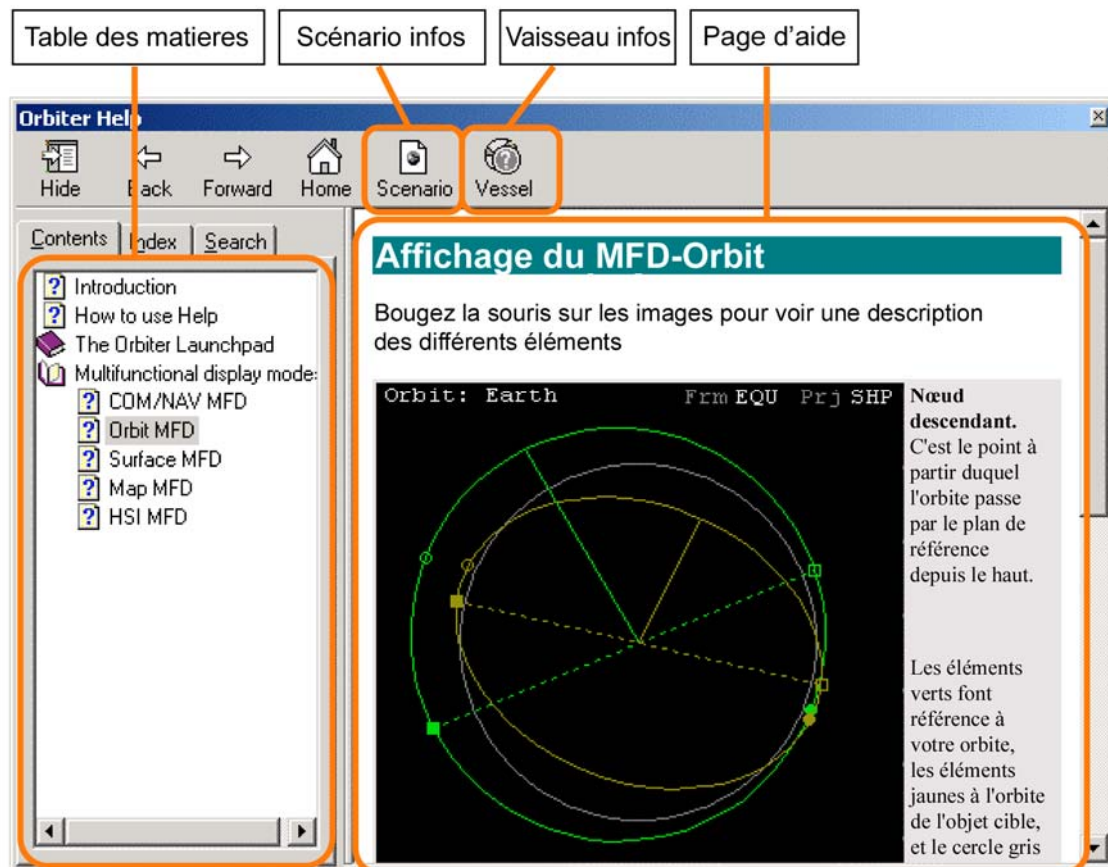 Table des matieres
Scénario infos
Vaisseau infos
Page d'aide
Orbiter Help
Hide
Back
Forward
Home
Scenario
Vessel
Contents
Index
Search
Introduction
How to use Help
The Orbiter Launchpad
Multifunctional display mode:
COM/NAV MFD
Orbit MFD
Surface MFD
Map MFD
HSI MFD
Affichage du MFD-Orbit
Bougez la souris sur les images pour voir une description
des différents éléments
Orbit: Earth Frm EQU Prj SHP
Nœud
descendant.
C'est le point à
partir duquel
l'orbite passe
par le plan de
référence
depuis le haut.
Les éléments
verts font
référence à
votre orbite,
les éléments
jaunes à l'orbite
de l'objet cible,
et le cercle gris